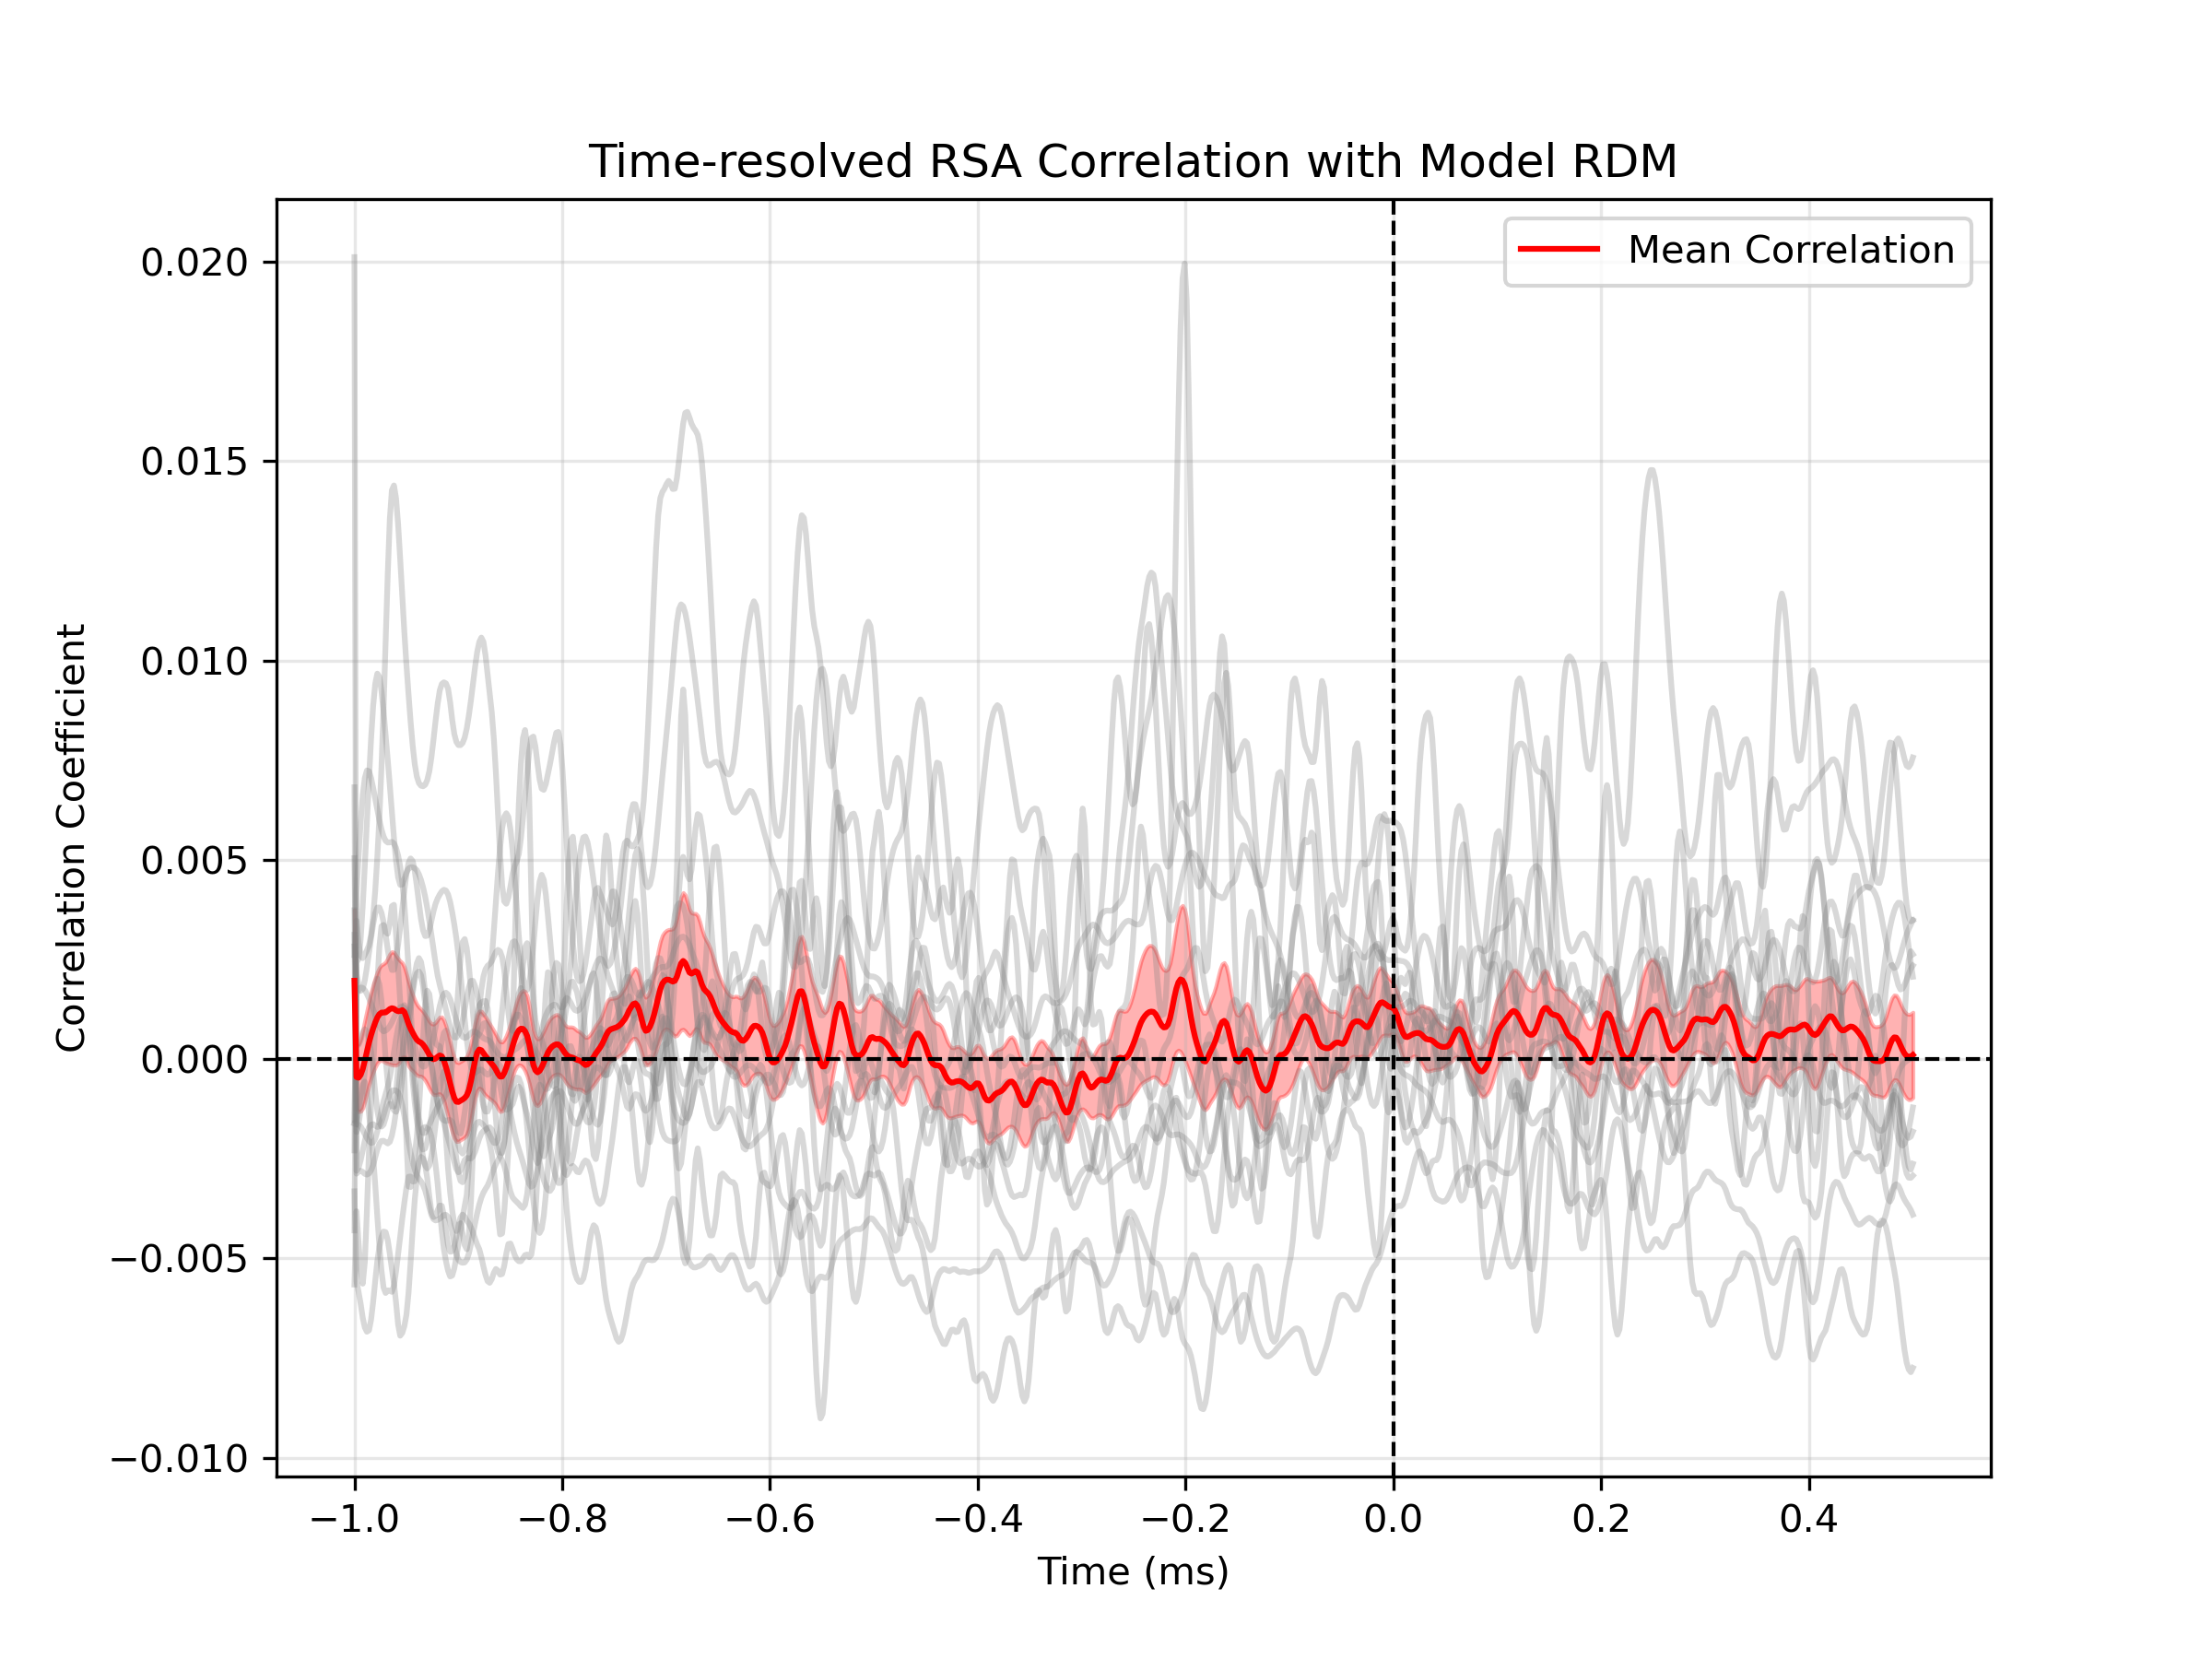 Time-resolved RSA Correlation with Model RDM
Mean Correlation
Correlation Coefficient
0.020
0.015
0.010
0.005
0.000
−0.005
−0.010
−1.0 −0.8 −0.6 −0.4 −0.2 0.0 0.2 0.4
Time (ms)